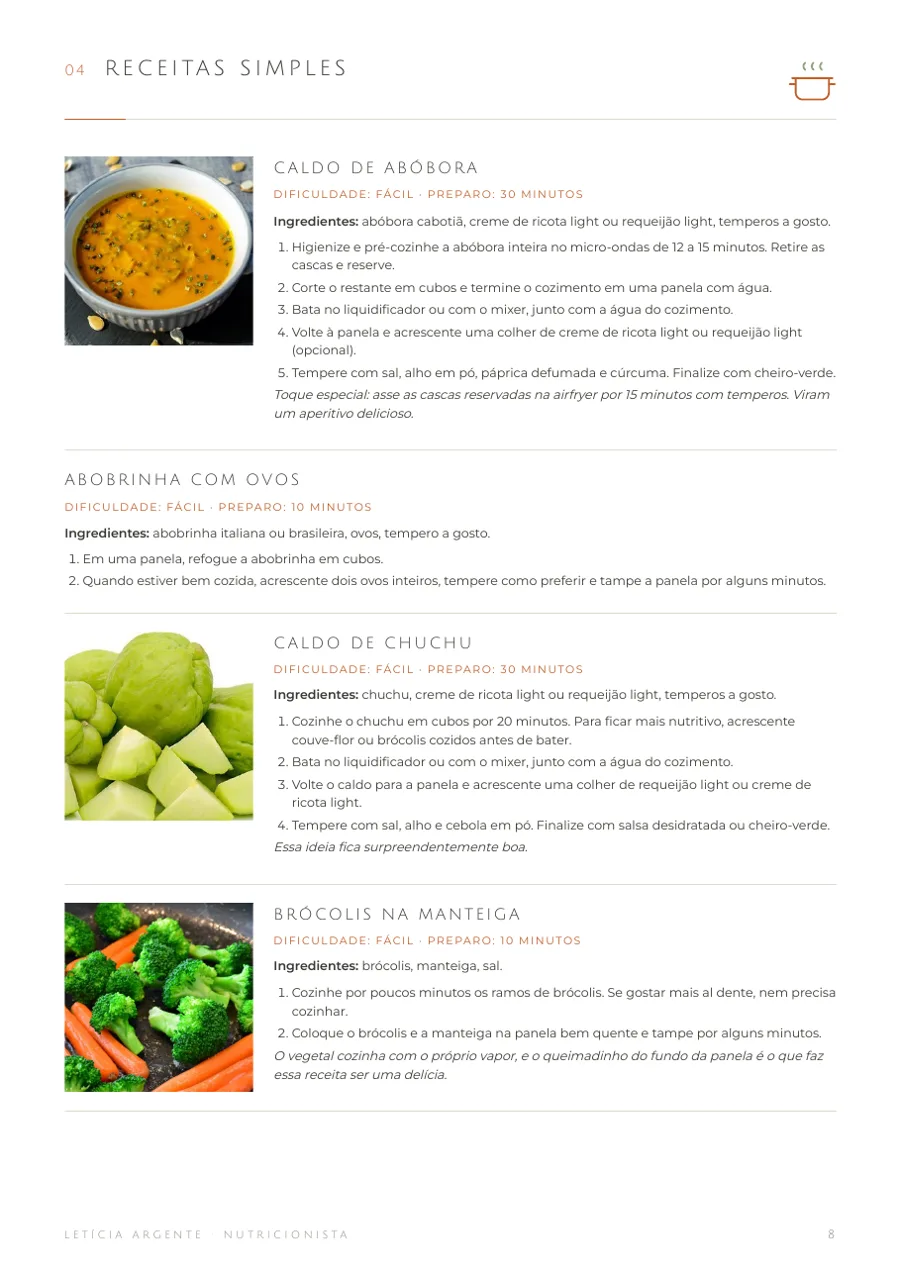 04 RECEITAS SIMPLES
CALDO DE ABÓBORA
DIFICULDADE: FÁCIL · PREPARO: 30 MINUTOS
Ingredientes: abóbora cabotiã, creme de ricota light ou requeijão light, temperos a gosto.
1. Higienize e pré-cozinhe a abóbora inteira no micro-ondas de 12 a 15 minutos. Retire as
cascas e reserve.
2. Corte o restante em cubos e termine o cozimento em uma panela com água.
3. Bata no liquidificador ou com o mixer, junto com a água do cozimento.
4. Volte à panela e acrescente uma colher de creme de ricota light ou requeijão light
(opcional).
5. Tempere com sal, alho em pó, páprica defumada e cúrcuma. Finalize com cheiro-verde.
Toque especial: asse as cascas reservadas na airfryer por 15 minutos com temperos. Viram
um aperitivo delicioso.
ABOBRINHA COM OVOS
DIFICULDADE: FÁCIL · PREPARO: 10 MINUTOS
Ingredientes: abobrinha italiana ou brasileira, ovos, tempero a gosto.
1. Em uma panela, refogue a abobrinha em cubos.
2. Quando estiver bem cozida, acrescente dois ovos inteiros, tempere como preferir e tampe a panela por alguns minutos.
CALDO DE CHUCHU
DIFICULDADE: FÁCIL · PREPARO: 30 MINUTOS
Ingredientes: chuchu, creme de ricota light ou requeijão light, temperos a gosto.
1. Cozinhe o chuchu em cubos por 20 minutos. Para ficar mais nutritivo, acrescente
couve-flor ou brócolis cozidos antes de bater.
2. Bata no liquidificador ou com o mixer, junto com a água do cozimento.
3. Volte o caldo para a panela e acrescente uma colher de requeijão light ou creme de
ricota light.
4. Tempere com sal, alho e cebola em pó. Finalize com salsa desidratada ou cheiro-verde.
Essa ideia fica surpreendentemente boa.
BRÓCOLIS NA MANTEIGA
DIFICULDADE: FÁCIL · PREPARO: 10 MINUTOS
Ingredientes: brócolis, manteiga, sal.
1. Cozinhe por poucos minutos os ramos de brócolis. Se gostar mais al dente, nem precisa
cozinhar.
2. Coloque o brócolis e a manteiga na panela bem quente e tampe por alguns minutos.
O vegetal cozinha com o próprio vapor, e o queimadinho do fundo da panela é o que faz
essa receita ser uma delícia.
LETÍCIA ARGENTE · NUTRICIONISTA 8